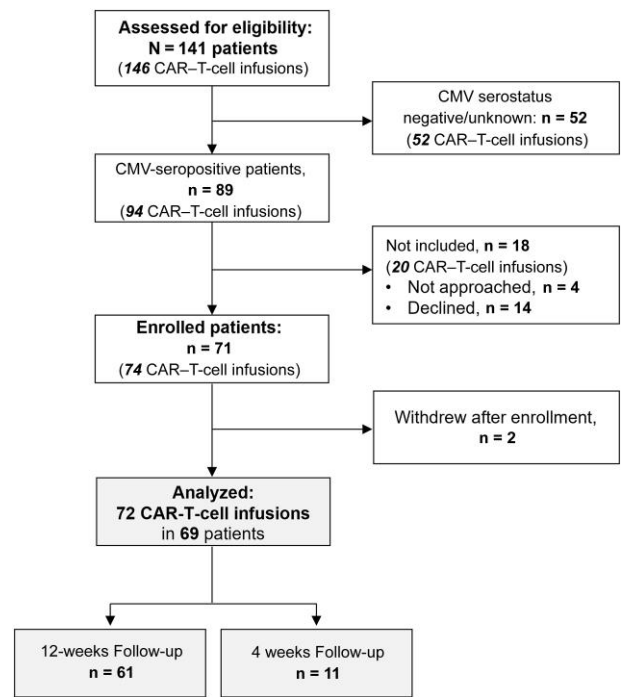 Assessed for eligibility:
N = 141 patients
(146 CAR–T-cell infusions)
CMV serostatus
negative/unknown: n = 52
(52 CAR–T-cell infusions)
CMV-seropositive patients,
n = 89
(94 CAR–T-cell infusions)
Not included, n = 18
(20 CAR–T-cell infusions)
• Not approached, n = 4
• Declined, n = 14
Enrolled patients:
n = 71
(74 CAR–T-cell infusions)
Withdrew after enrollment,
n = 2
Analyzed:
72 CAR-T-cell infusions
in 69 patients
12-weeks Follow-up
n = 61
4 weeks Follow-up
n = 11